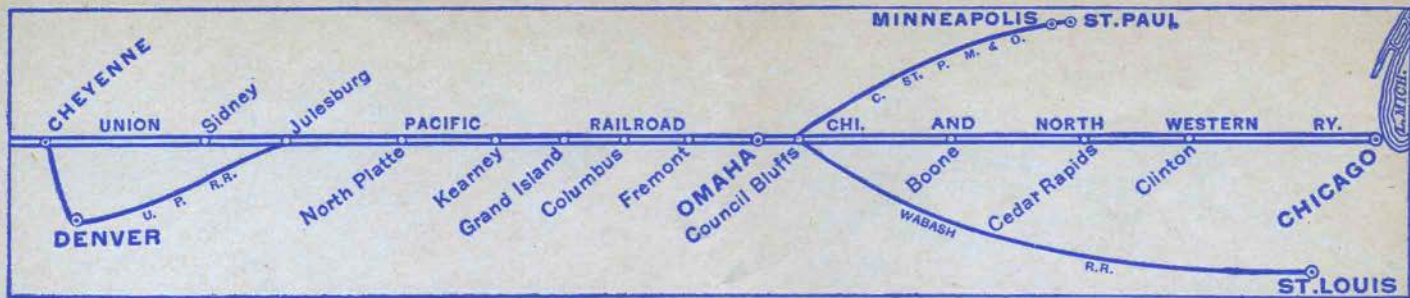 MINNEAPOLIS ST. PAUL
C. ST. P. M. & O.
L. MICH.
CHEYENNE
UNION PACIFIC RAILROAD
CHI. AND NORTH WESTERN RY.
Sidney
Julesburg
North Platte
Kearney
Grand Island
Columbus
Fremont
OMAHA
Council Bluffs
Boone
Cedar Rapids
Clinton
CHICAGO
U. P. R.R.
DENVER
WABASH R.R.
ST. LOUIS